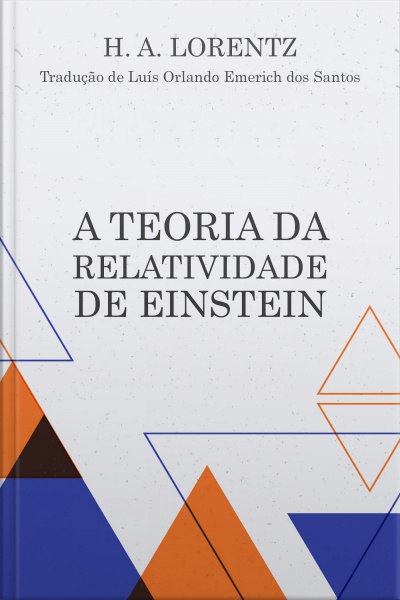 H. A. LORENTZ
Tradução de Luís Orlando Emerich dos Santos
A TEORIA DA
RELATIVIDADE
DE EINSTEIN